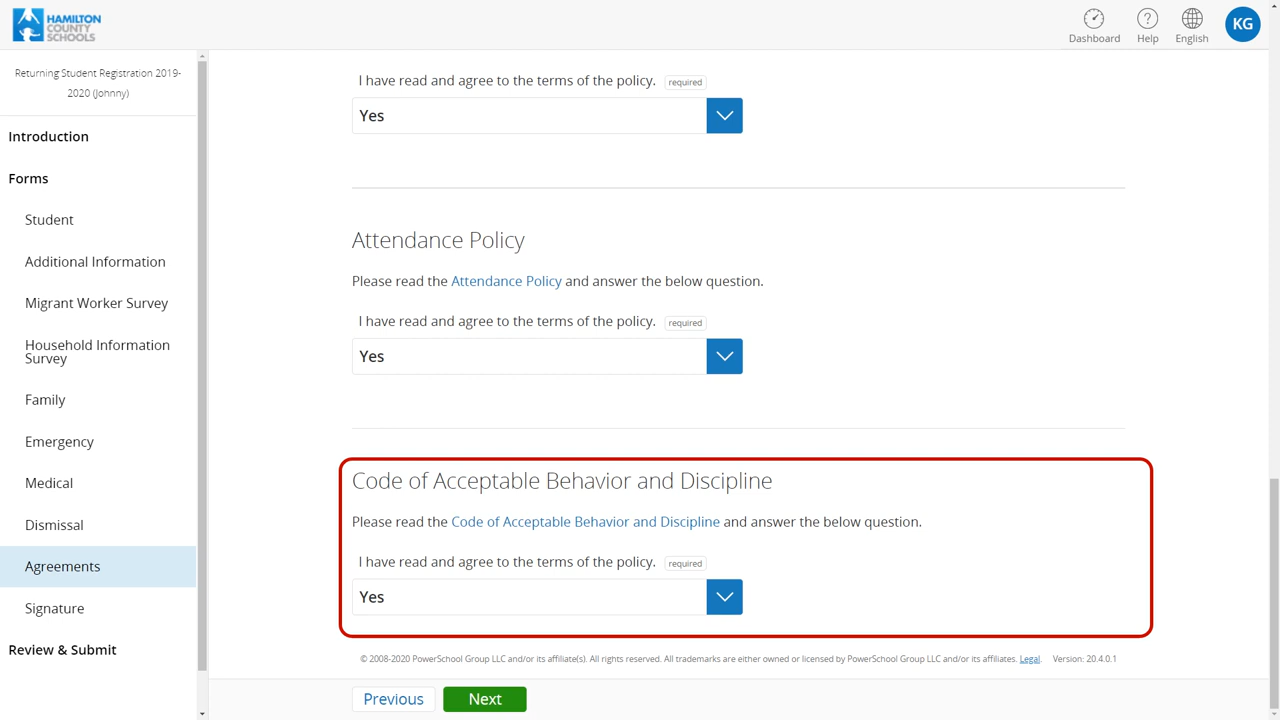 HAMILTON
COUNTY
SCHOOLS
Dashboard
Help
English
KG
Returning Student Registration 2019-
2020 (Johnny)
Introduction
Forms
Student
Additional Information
Migrant Worker Survey
Household Information
Survey
Family
Emergency
Medical
Dismissal
Agreements
Signature
Review & Submit
I have read and agree to the terms of the policy. required
Yes
Attendance Policy
Please read the Attendance Policy and answer the below question.
I have read and agree to the terms of the policy. required
Yes
Code of Acceptable Behavior and Discipline
Please read the Code of Acceptable Behavior and Discipline and answer the below question.
I have read and agree to the terms of the policy. required
Yes
© 2008-2020 PowerSchool Group LLC and/or its affiliate(s). All rights reserved. All trademarks are either owned or licensed by PowerSchool Group LLC and/or its affiliates. Legal. Version: 20.4.0.1
Previous
Next